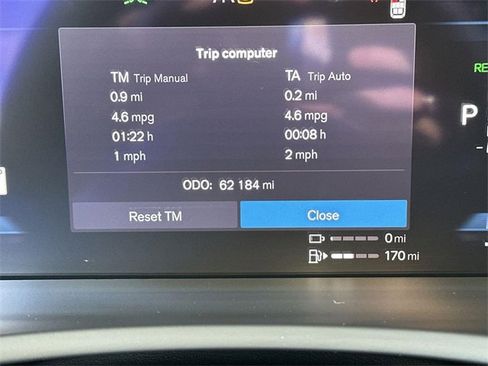 Trip computer
TM Trip Manual TA Trip Auto
0.9 mi 0.2 mi
4.6 mpg 4.6 mpg
01:22 h 00:08 h
1 mph 2 mph
ODO: 62 184 mi
Reset TM Close
0 mi
170 mi
RE
P